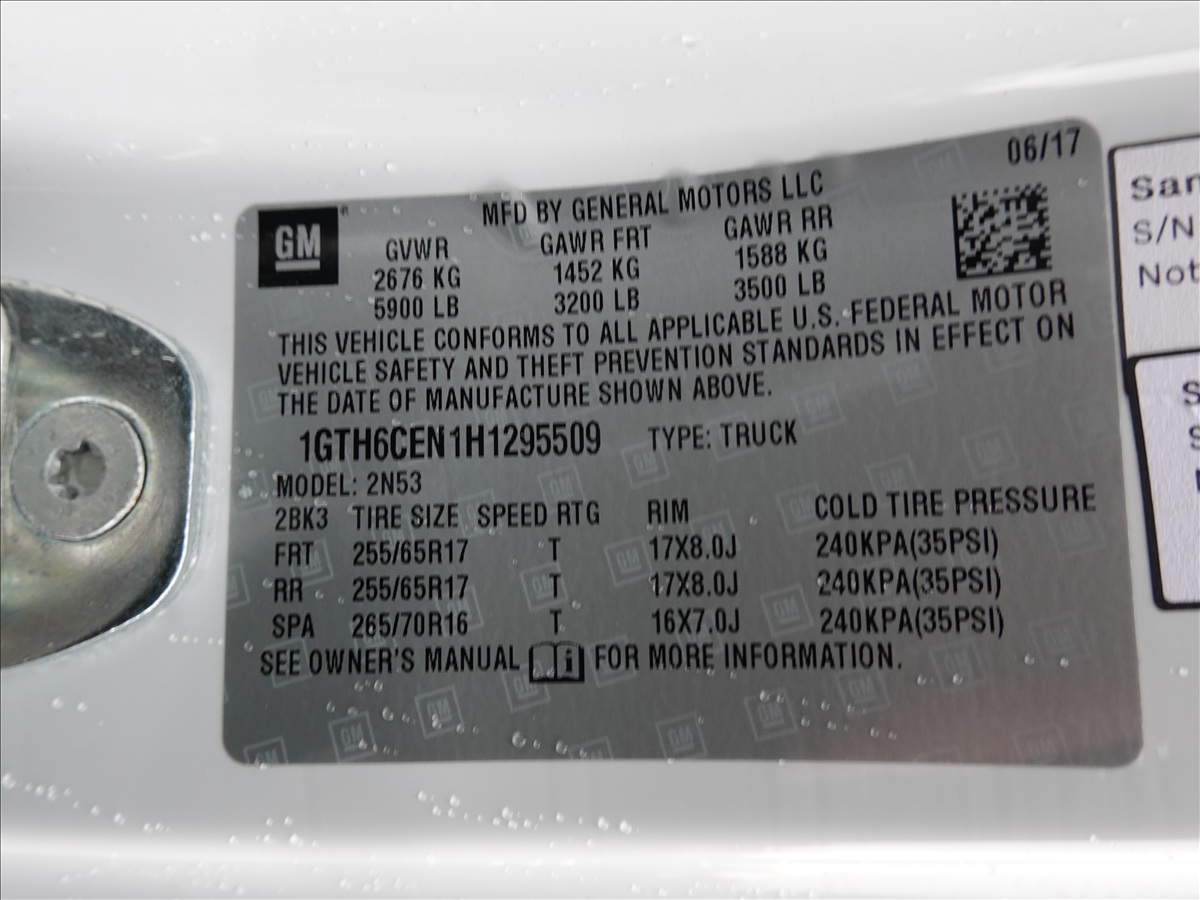 06/17
MFD BY GENERAL MOTORS LLC
GM
GVWR GAWR FRT GAWR RR
2676 KG 1452 KG 1588 KG
5900 LB 3200 LB 3500 LB
THIS VEHICLE CONFORMS TO ALL APPLICABLE U.S. FEDERAL MOTOR
VEHICLE SAFETY AND THEFT PREVENTION STANDARDS IN EFFECT ON
THE DATE OF MANUFACTURE SHOWN ABOVE.
1GTH6CEN1H1295509 TYPE: TRUCK
MODEL: 2N53
2BK3 TIRE SIZE SPEED RTG RIM COLD TIRE PRESSURE
FRT 255/65R17 T 17X8.0J 240KPA(35PSI)
RR 255/65R17 T 17X8.0J 240KPA(35PSI)
SPA 265/70R16 T 16X7.0J 240KPA(35PSI)
SEE OWNER'S MANUAL i FOR MORE INFORMATION.
S/N